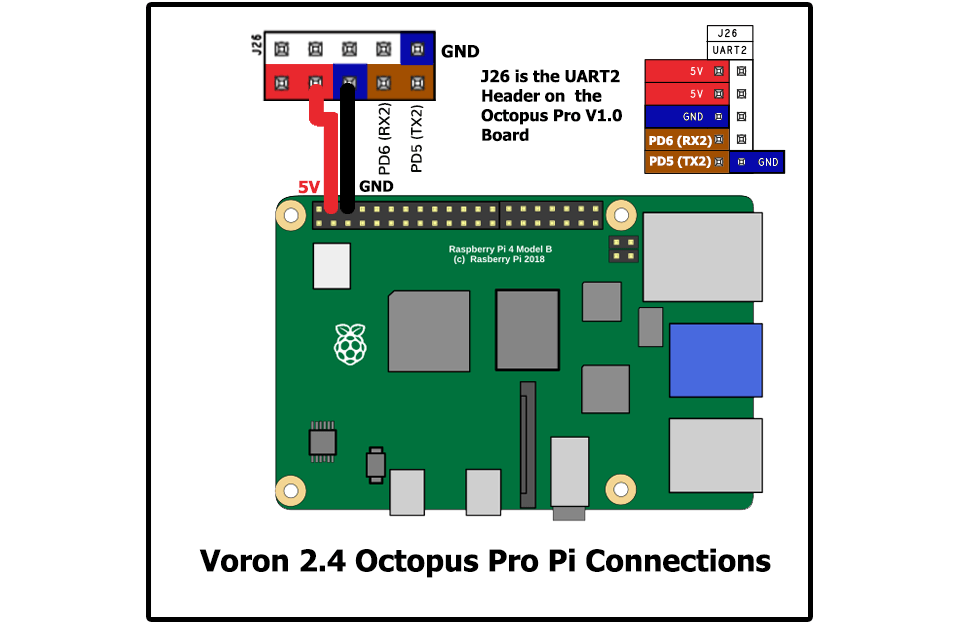 J26
GND
J26 is the UART2
Header on the
Octopus Pro V1.0
Board
PD6 (RX2)
PD5 (TX2)
5V
GND
J26
UART2
5V
5V
GND
PD6 (RX2)
PD5 (TX2)
GND
Raspberry Pi 4 Model B
(c) Rasberry Pi 2018
Voron 2.4 Octopus Pro Pi Connections